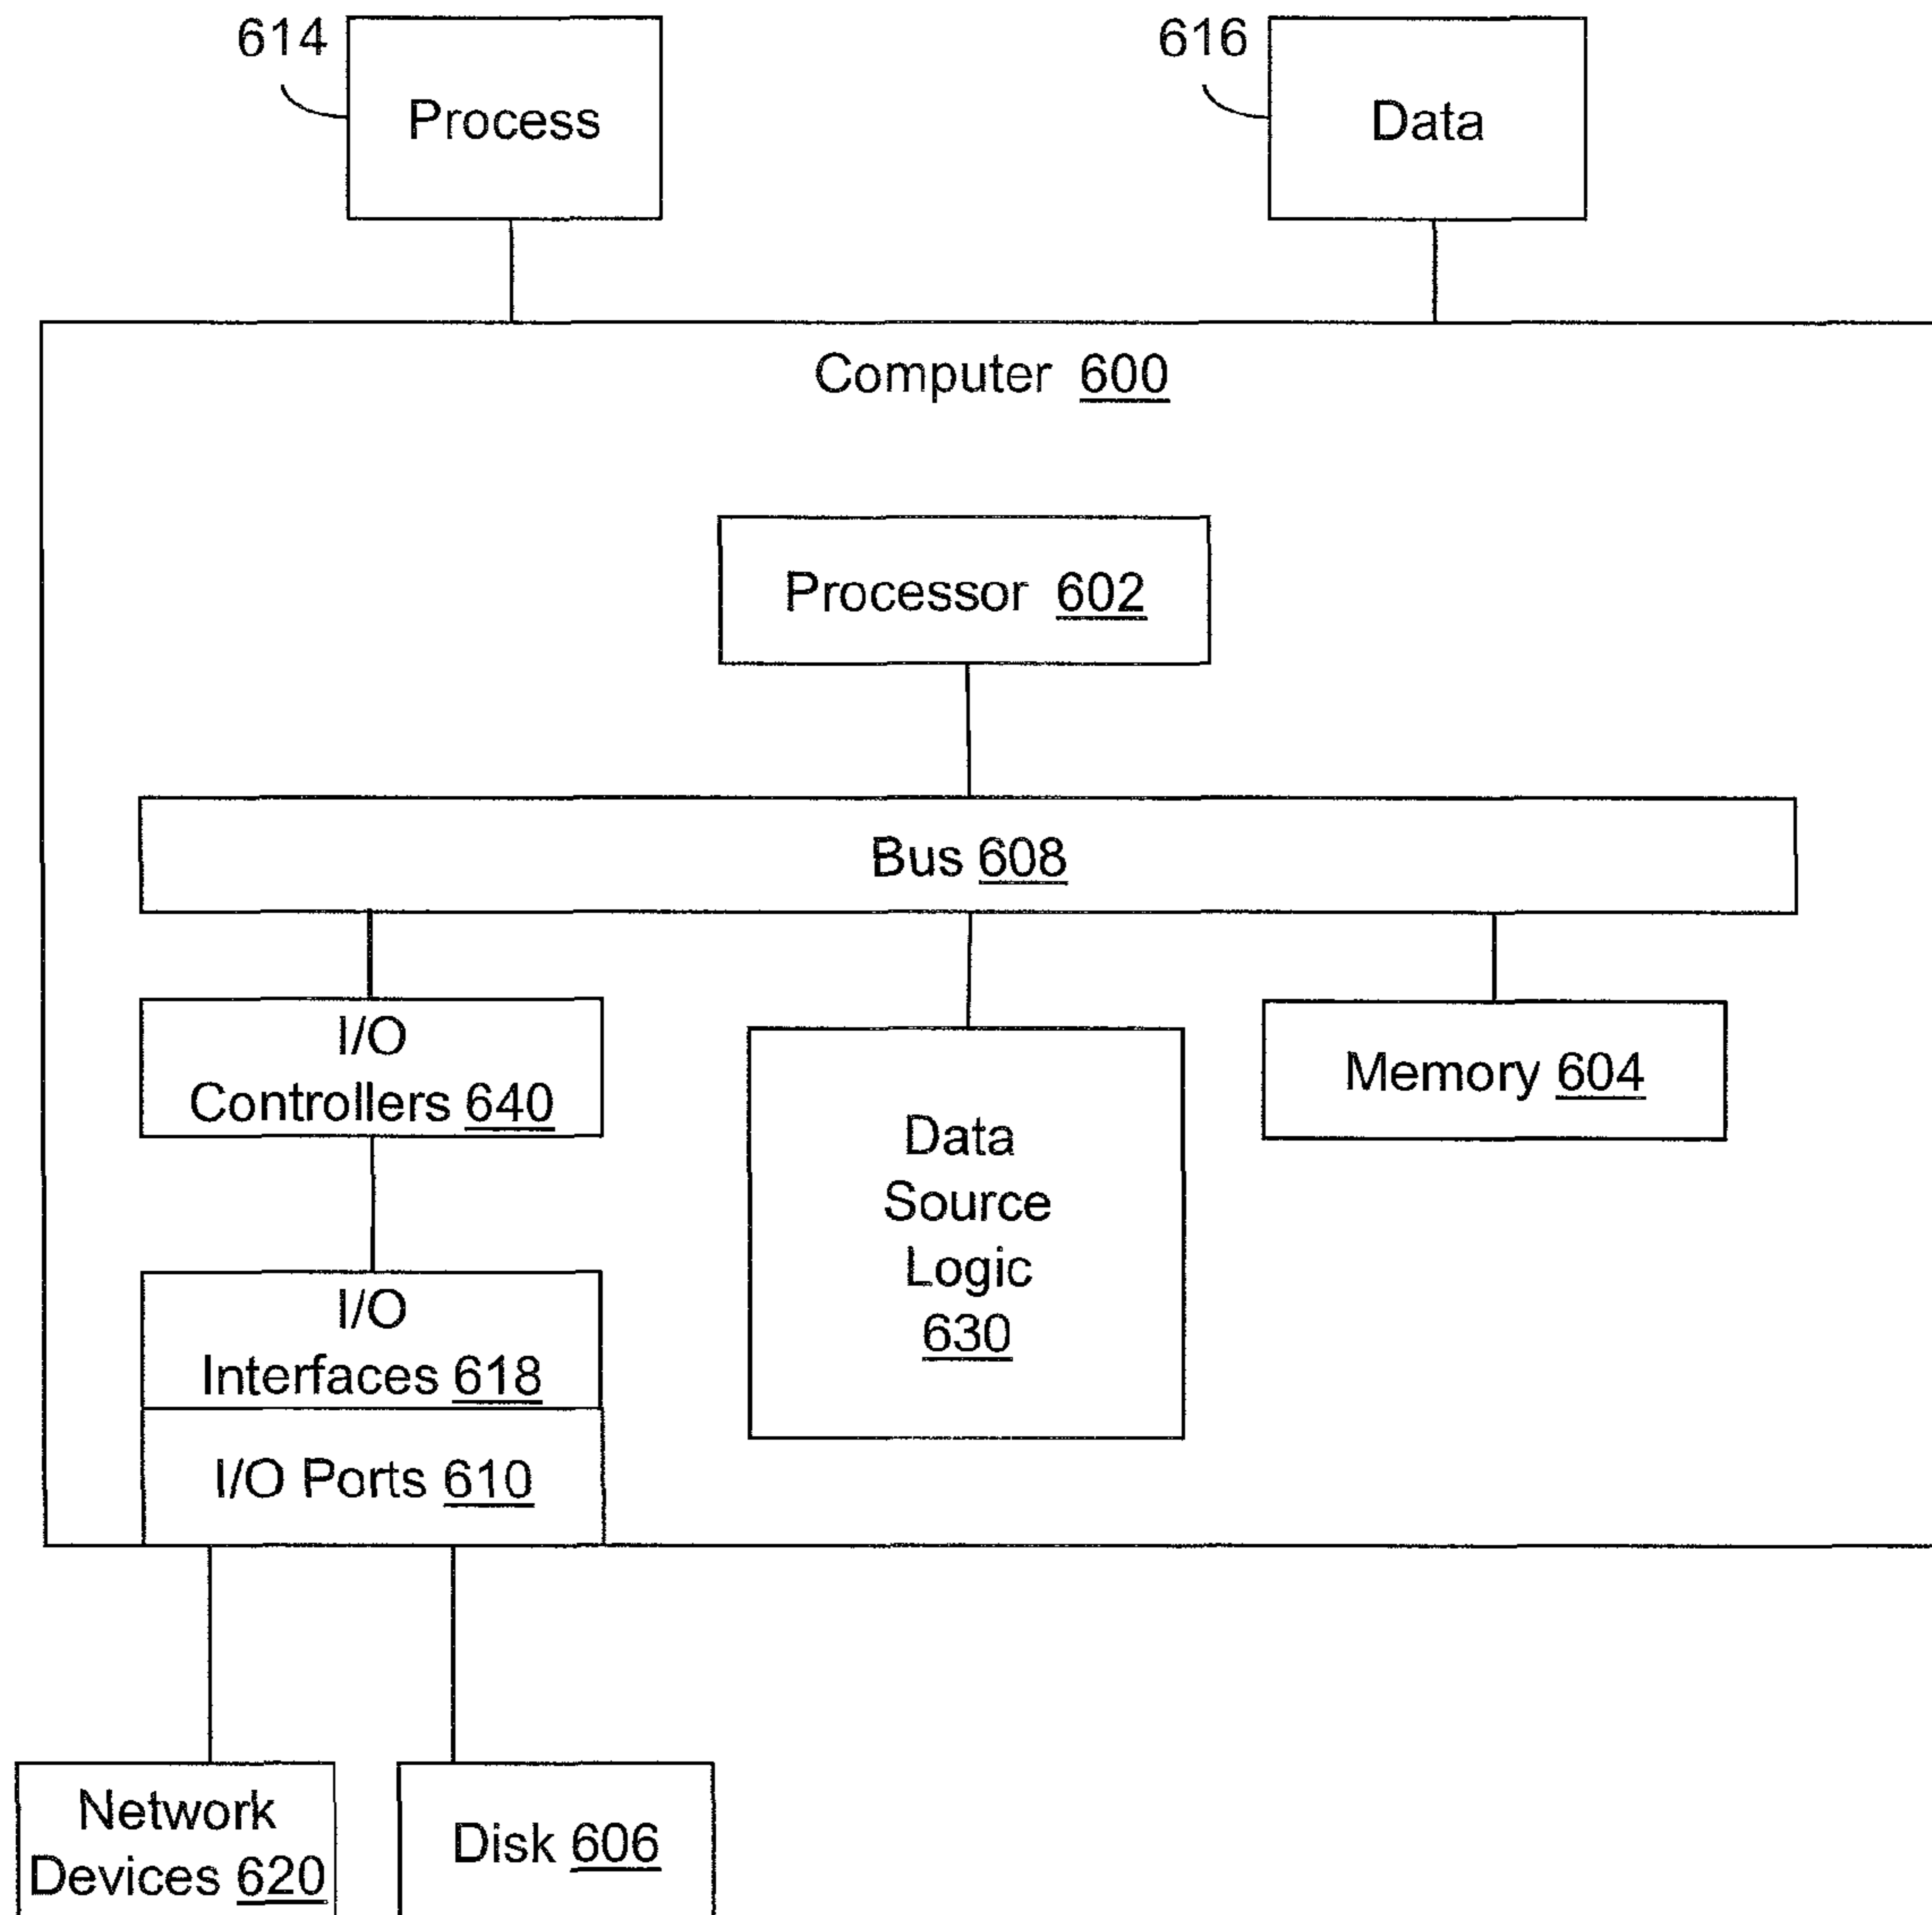 614
Process
616
Data
Computer 600
Processor 602
Bus 608
I/O
Controllers 640
Data
Source
Logic
630
Memory 604
I/O
Interfaces 618
I/O Ports 610
Network
Devices 620
Disk 606